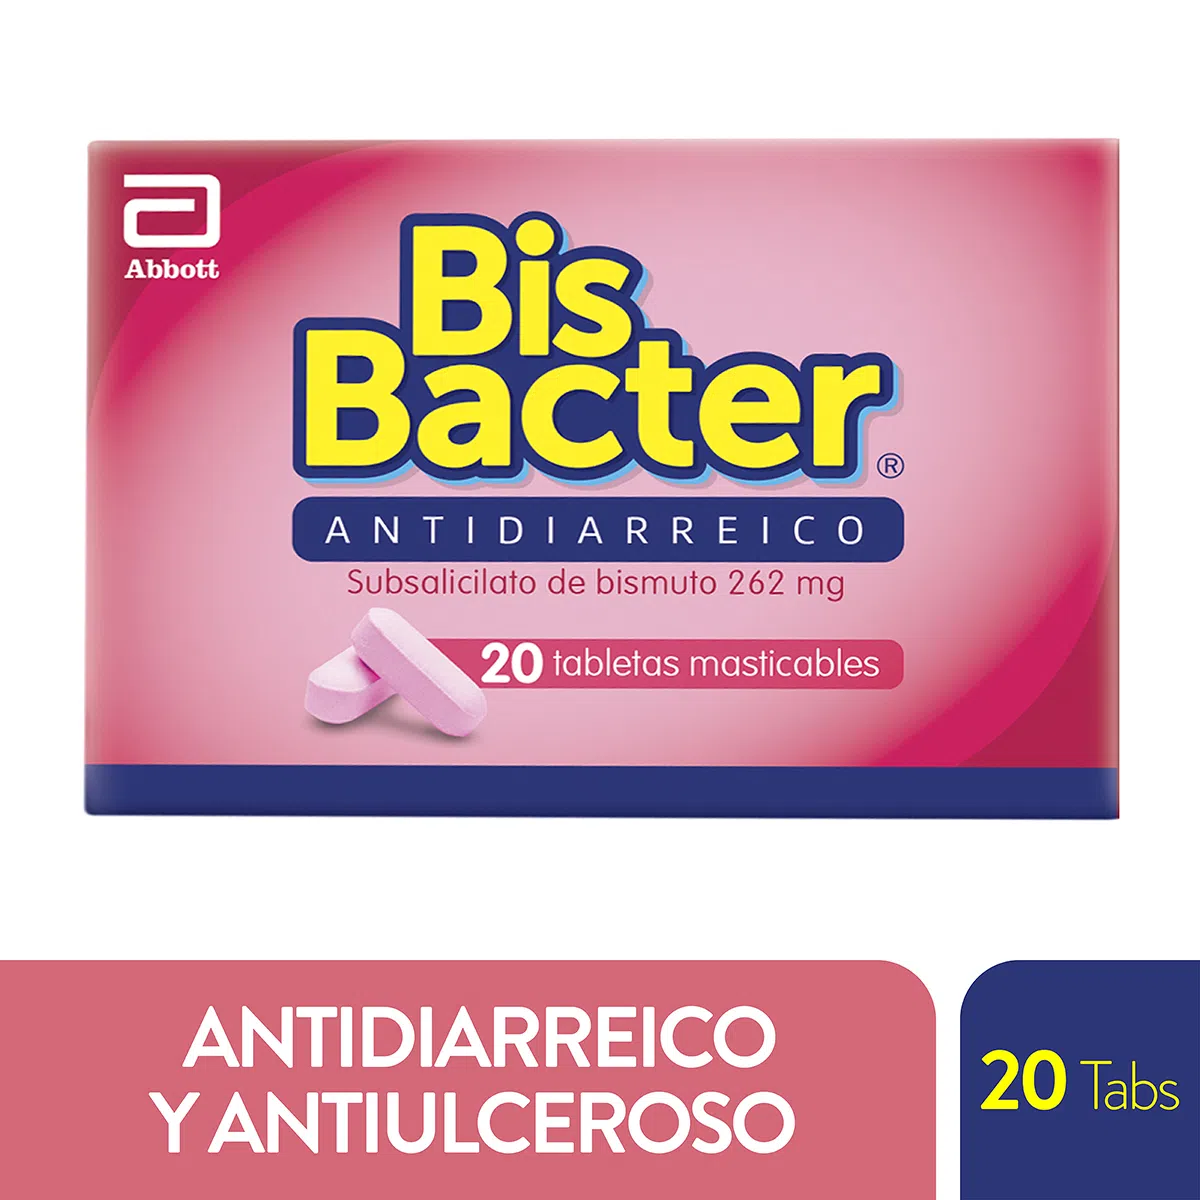 Abbott
Bis
Bacter®
ANTIDIARREICO
Subsalicilato de bismuto 262 mg
20 tabletas masticables
ANTIDIARREICO
Y ANTIULCEROSO
20 Tabs